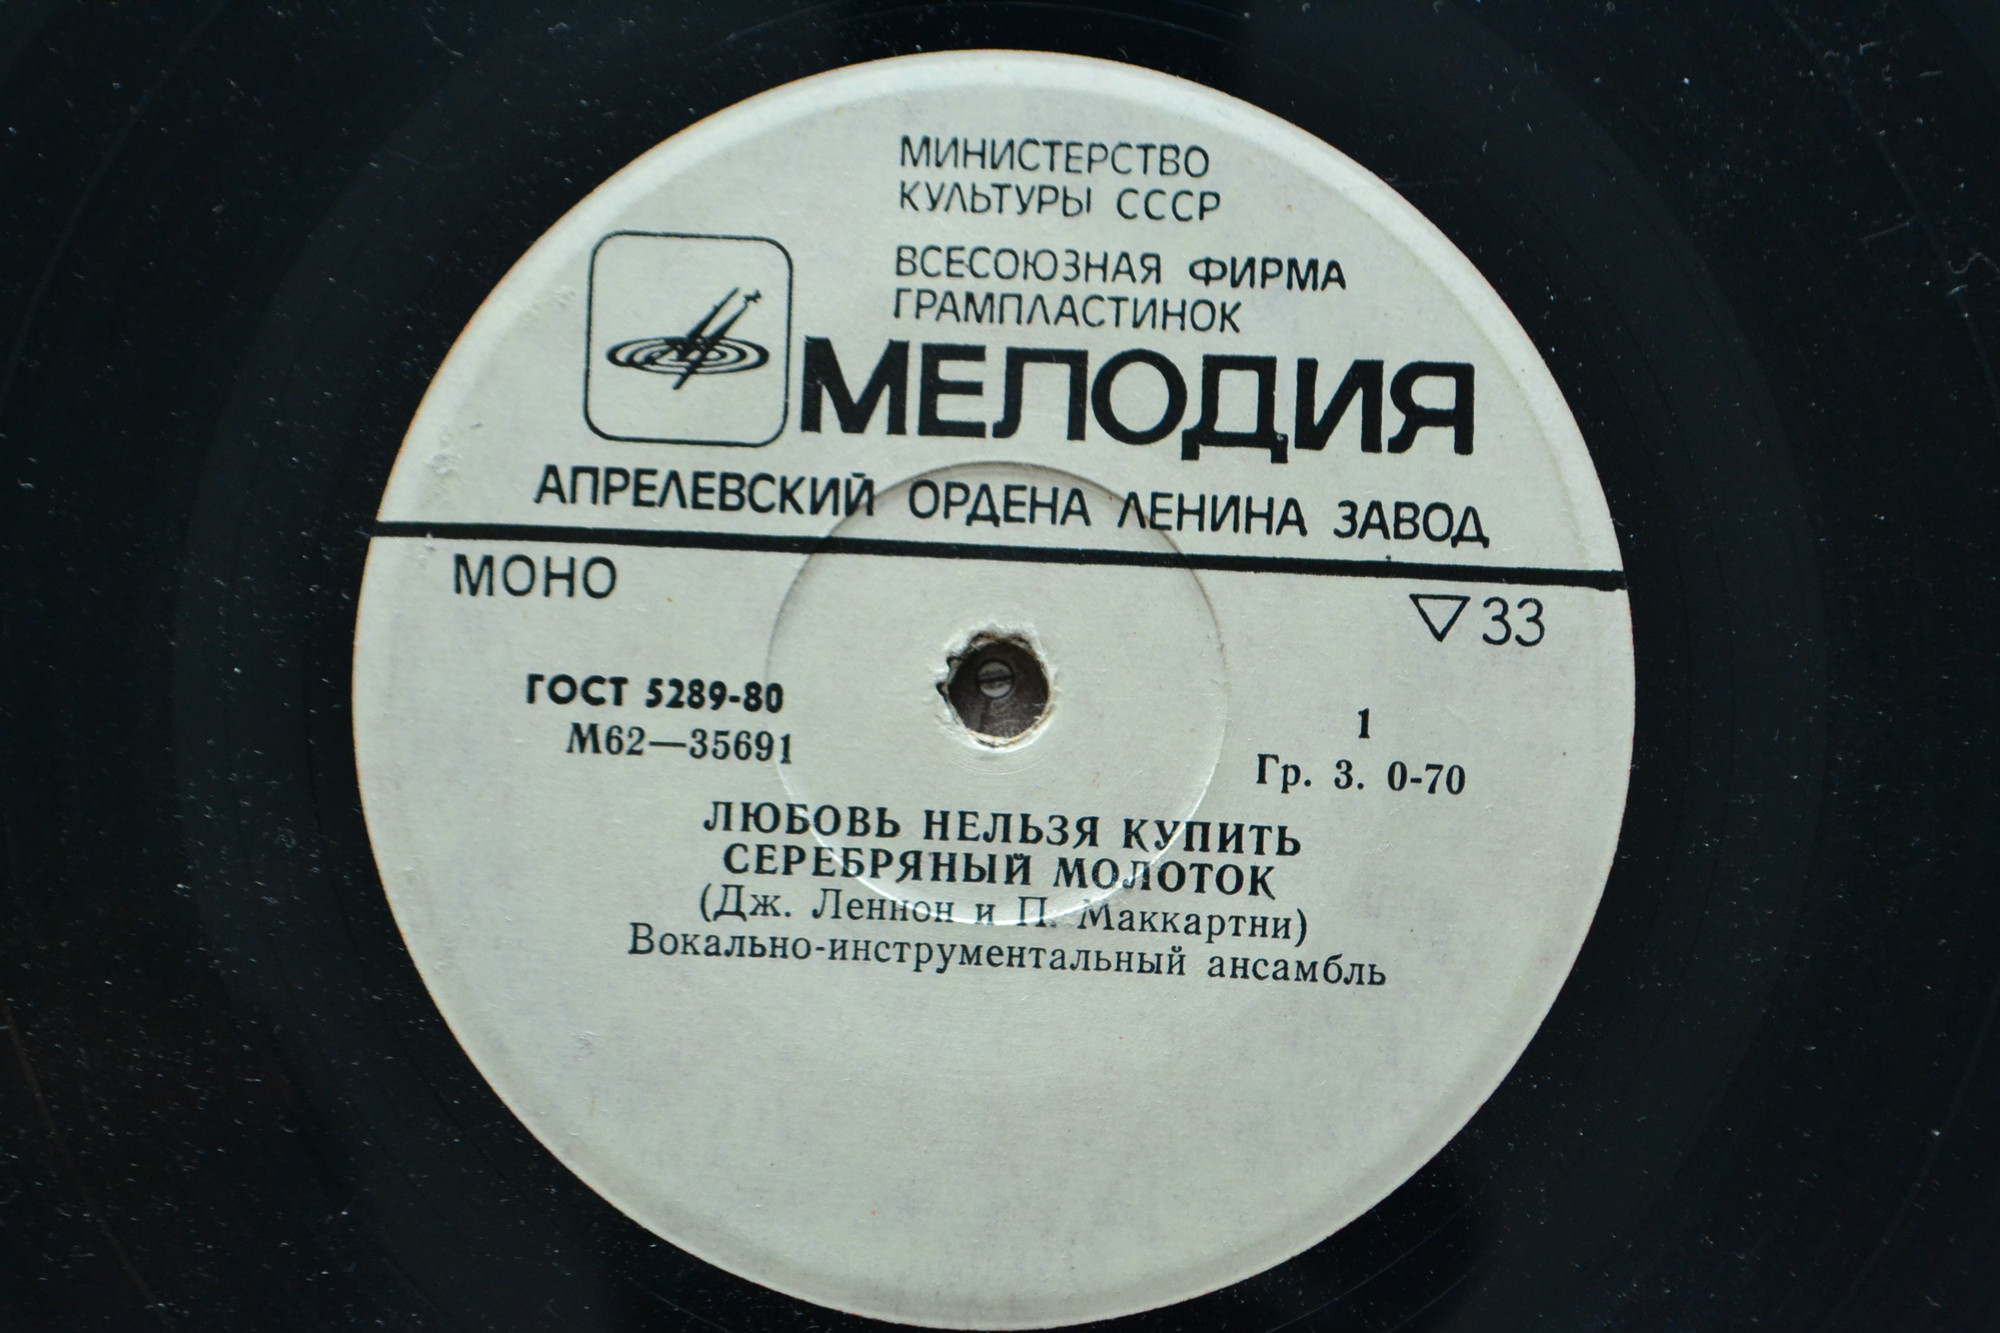 МИНИСТЕРСТВО
КУЛЬТУРЫ СССР
ВСЕСОЮЗНАЯ ФИРМА
ГРАМПЛАСТИНОК
МЕЛОДИЯ
АПРЕЛЕВСКИЙ ОРДЕНА ЛЕНИНА ЗАВОД
МОНО
▽ 33
ГОСТ 5289-80
М62—35691
1
Гр. 3. 0-70
ЛЮБОВЬ НЕЛЬЗЯ КУПИТЬ
СЕРЕБРЯНЫЙ МОЛОТОК
(Дж. Леннон и П. Маккартни)
Вокально-инструментальный ансамбль